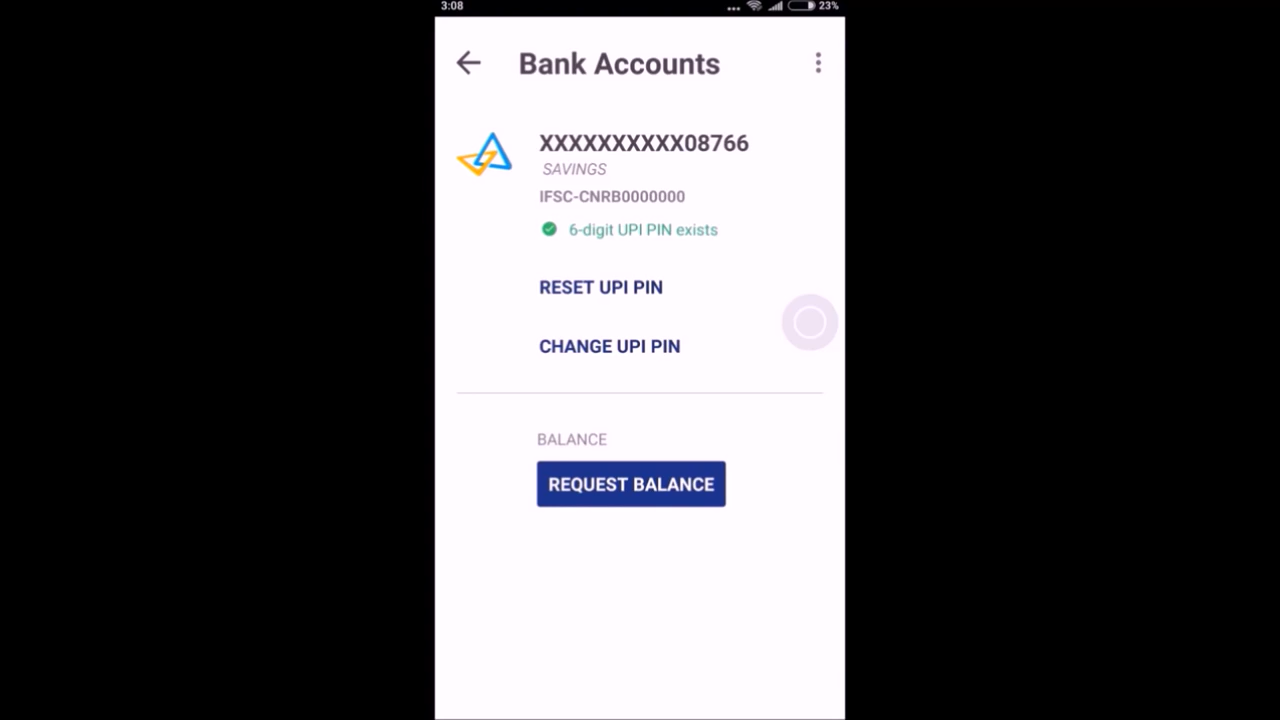 3:08
23%
Bank Accounts
XXXXXXXXXX08766
SAVINGS
IFSC-CNRB0000000
6-digit UPI PIN exists
RESET UPI PIN
CHANGE UPI PIN
BALANCE
REQUEST BALANCE